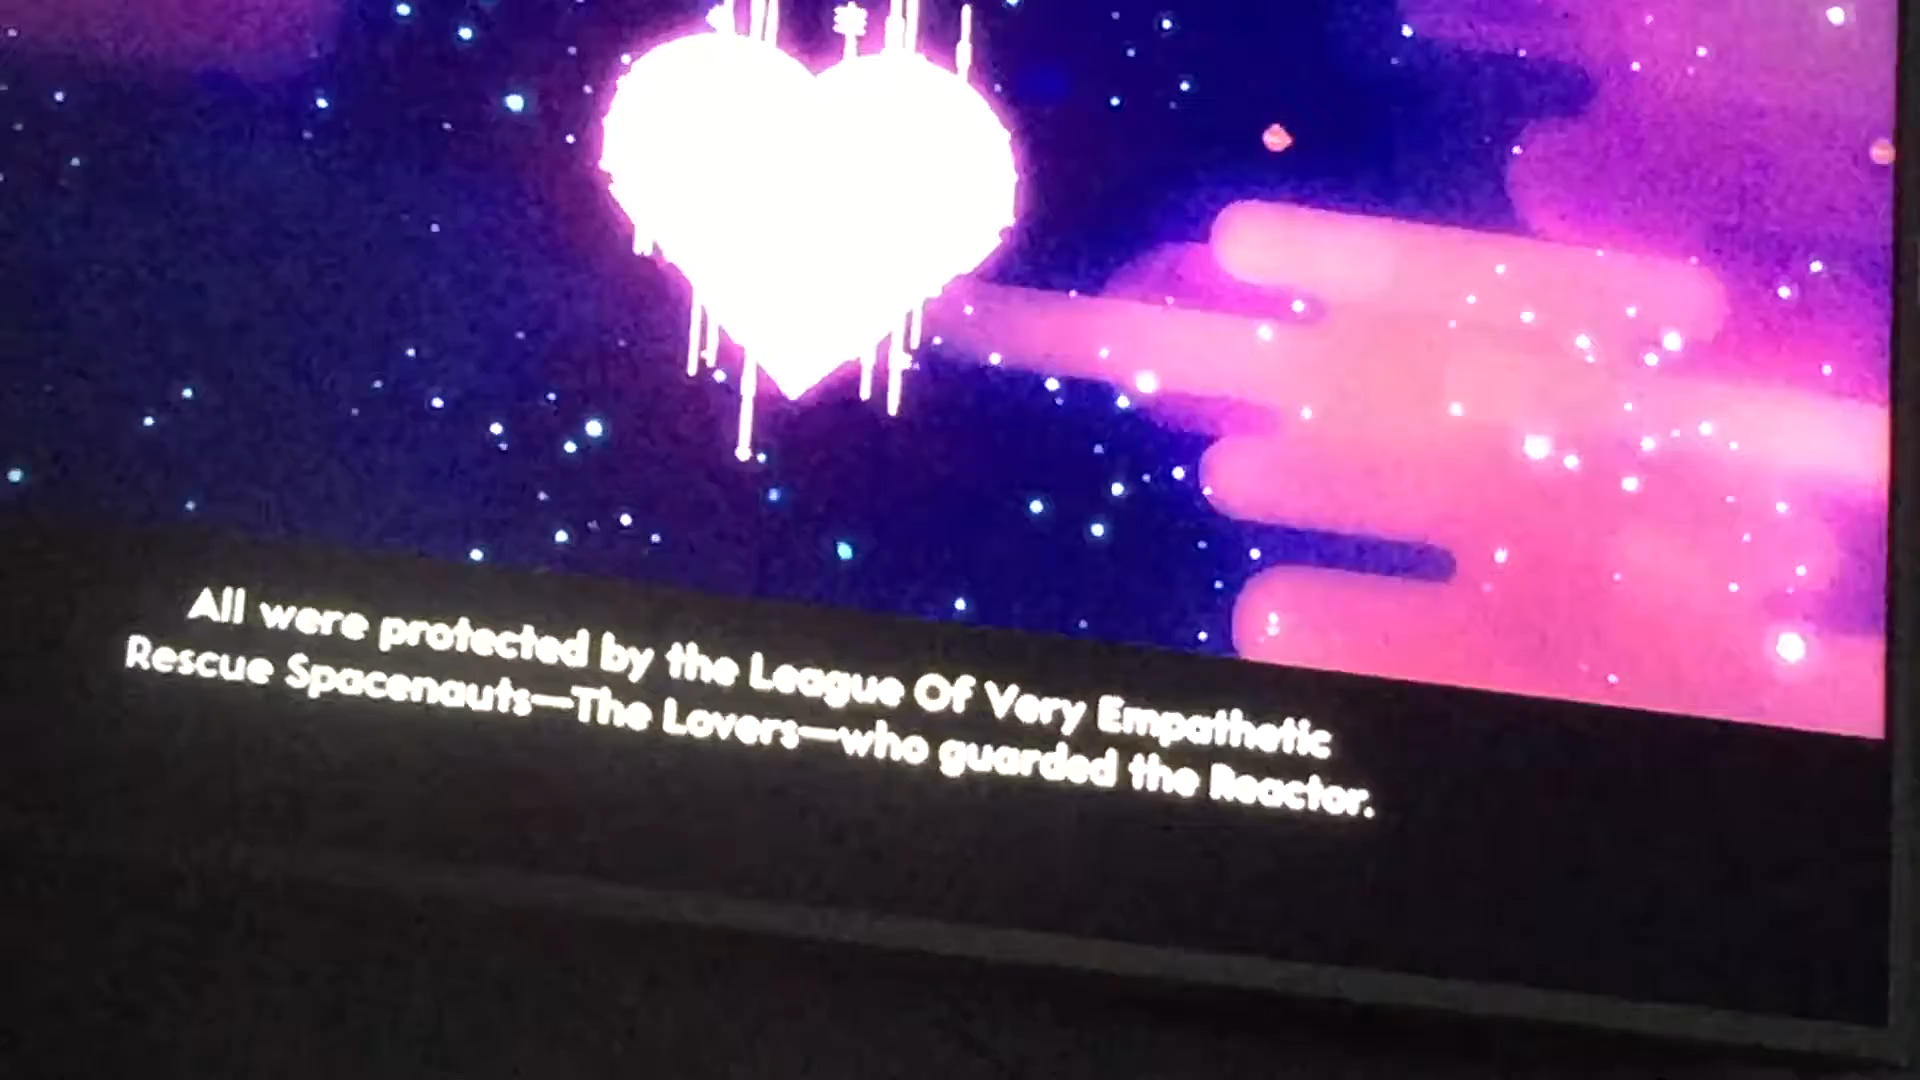 All were protected by the League Of Very Empathetic
Rescue Spacenauts—The Lovers—who guarded the Reactor.